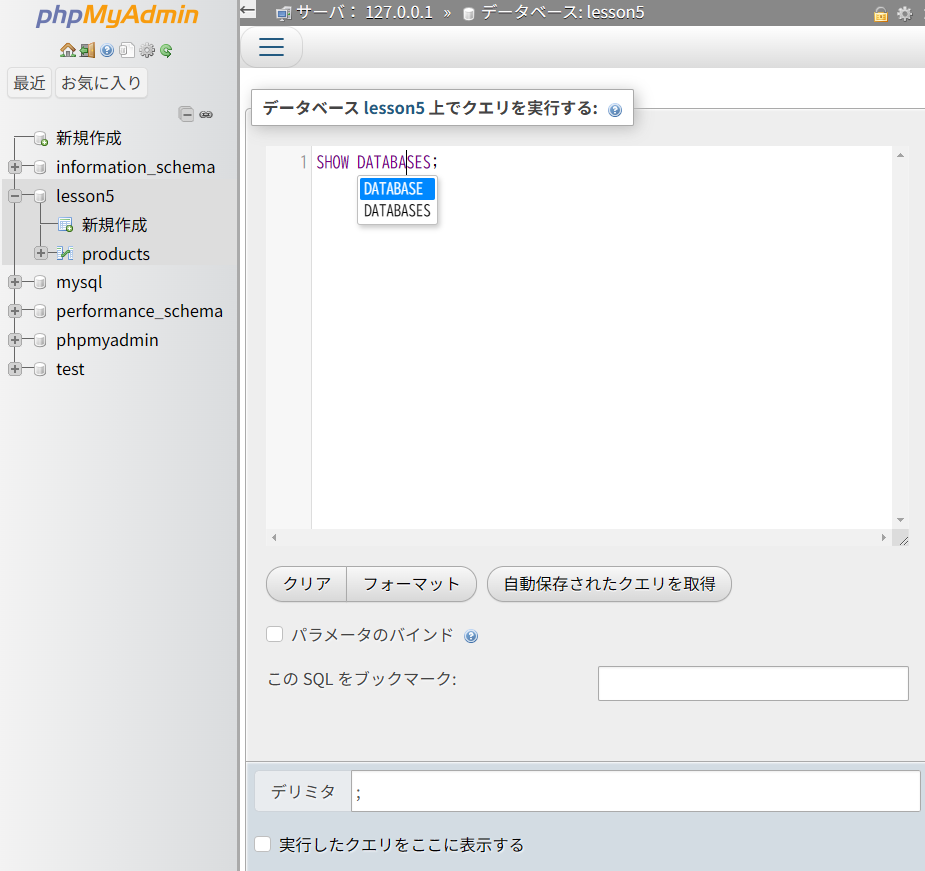 phpMyAdmin
最近 お気に入り
新規作成
information_schema
lesson5
新規作成
products
mysql
performance_schema
phpmyadmin
test
サーバ： 127.0.0.1 » データベース: lesson5
データベース lesson5 上でクエリを実行する:
1 SHOW DATABASES;
DATABASE
DATABASES
クリア フォーマット 自動保存されたクエリを取得
パラメータのバインド
この SQL をブックマーク:
デリミタ ;
実行したクエリをここに表示する